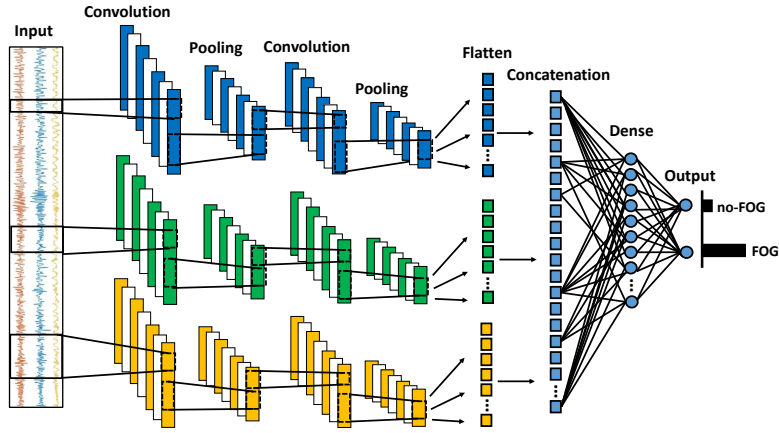 Convolution
Input
Pooling
Convolution
Pooling
Flatten
Concatenation
Dense
Output
no-FOG
FOG